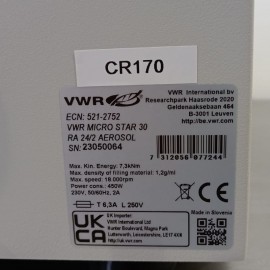 CR170
VWR
VWR International bv
Researchpark Haasrode 2020
Geldenaaksebaan 464
B-3001 Leuven
http://be.vwr.com
ECN: 521-2752
VWR MICRO STAR 30
RA 24/2 AEROSOL
SN: 23050064
7 312056 077244
Max. Kin. Energy: 7,3kNm
Max. density of filling material: 1,2g/ml
Max. speed: 18.000rpm
Power cons: 450W
230V, 50/60Hz, 2A
T 6,3A L 250V
UK
CA
UK Importer
VWR International Ltd
Hunter Boulevard, Magna Park
Lutterworth, Leicestershire, LE17 4XN
http://uk.vwr.com
Made in Slovenia